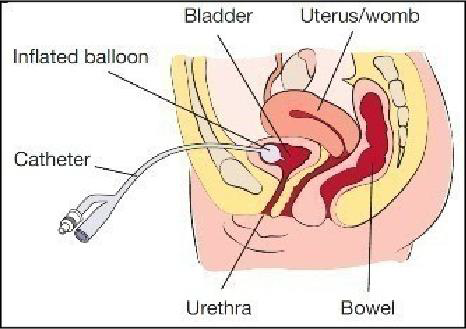 Bladder
Uterus/womb
Inflated balloon
Catheter
Urethra
Bowel